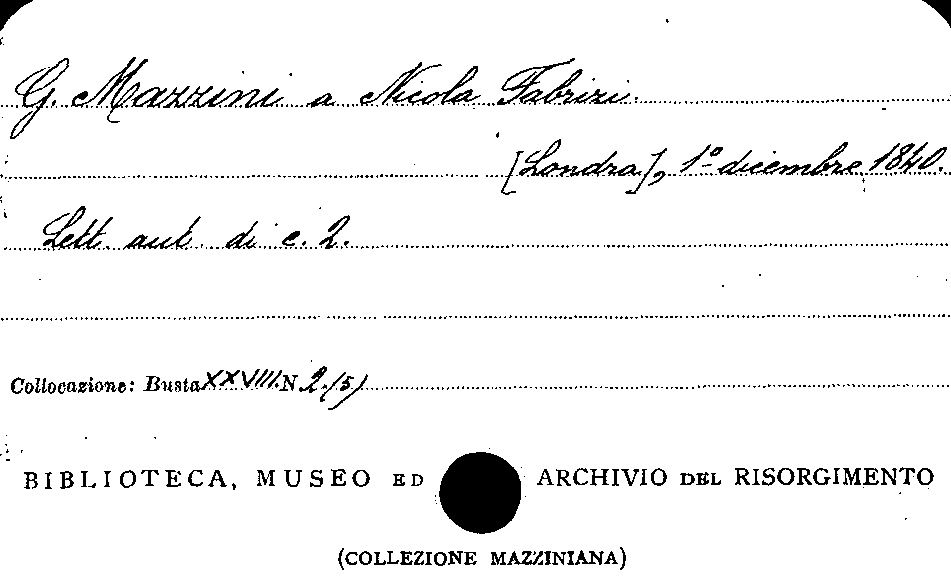 G. Mazzini a Nicola Fabrizi.
[Londra], 1º dicembre 1840.
Lett. aut. di c. 2.
Collocazione: Busta XXVIII. N 2.(5)
BIBLIOTECA, MUSEO ED ARCHIVIO DEL RISORGIMENTO
(COLLEZIONE MAZZINIANA)